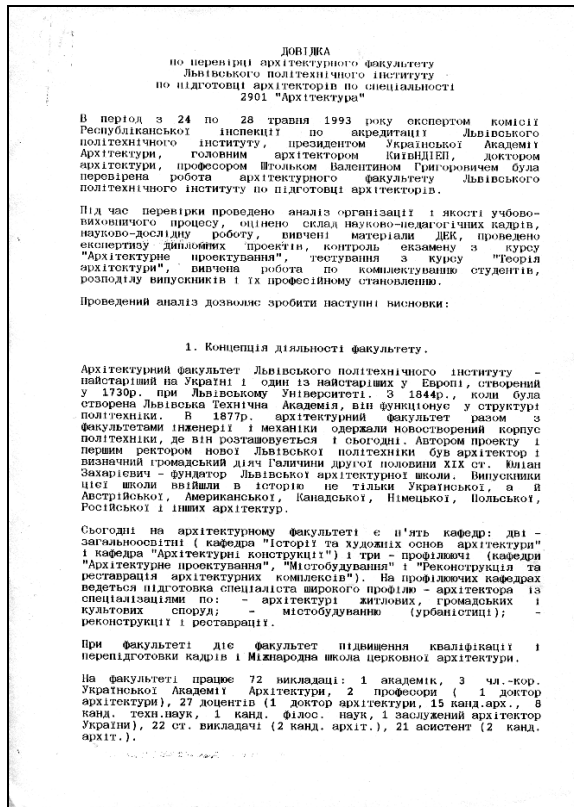 ДОВІДКА
по перевірці архітектурного факультету
Львівського політехнічного інституту
по підготовці архітекторів по спеціальності
2901 "Архітектура"
В період з 24 по 28 травня 1993 року експертом комісії
Республіканської інспекції по акредитації Львівського
політехнічного інституту, президентом Української Академії
Архітектури, головним архітектором КиївНДІЕП, доктором
архітектури, професором Штольком Валентином Григоровичем була
перевірена робота архітектурного факультету Львівського
політехнічного інституту по підготовці архітекторів.
Під час перевірки проведено аналіз організації і якості учбово-
виховничого процесу, оцінено склад науково-педагогічних кадрів,
науково-дослідну роботу, вивчені матеріали ДЕК, проведено
експертизу дипломних проектів, контроль екзамену з курсу
"Архітектурне проектування", тестування з курсу "Теорія
архітектури", вивчена робота по комплектуванню студентів,
розподілу випускників і їх професійному становленню.
Проведений аналіз дозволяє зробити наступні висновки:
1. Концепція діяльності факультету.
Архітектурний факультет Львівського політехнічного інституту -
найстаріший на Україні і один із найстаріших у Европі, створений
у 1730р. при Львівському Університеті. З 1844р., коли була
створена Львівська Технічна Академія, він функціонує у структурі
політехніки. В 1877р. архітектурний факультет разом з
факультетами інженерії і механіки одержали новостворений корпус
політехніки, де він розташовується і сьогодні. Автором проекту і
першим ректором нової Львівської політехніки був архітектор і
визначний громадський діяч Галичини другої половини XIX ст. Юліан
Захарієвич - фундатор Львівської архітектурної школи. Випускники
цієї школи ввійшли в історію не тільки Української, а й
Австрійської, Американської, Канадської, Німецької, Польської,
Російської і інших архітектур.
Сьогодні на архітектурному факультеті є п'ять кафедр: дві -
загальноосвітні ( кафедра "Історії та художніх основ архітектури"
і кафедра "Архітектурні конструкції") і три - профілюючі (кафедри
"Архітектурне проектування", "Містобудування" і "Реконструкція та
реставрація архітектурних комплексів"). На профілюючих кафедрах
ведеться підготовка спеціаліста широкого профілю - архітектора із
спеціалізаціями по: - архітектурі житлових, громадських і
культових споруд; - містобудуванню (урбаністиці); -
реконструкції і реставрації.
При факультеті діє факультет підвищення кваліфікації і
перепідготовки кадрів і Міжнародна школа церковної архітектури.
На факультеті працює 72 викладаці: 1 академік, 3 чл.-кор.
Української Академії Архітектури, 2 професори ( 1 доктор
архітектури), 27 доцентів (1 доктор архітектури, 15 канд.арх., 8
канд. техн.наук, 1 канд. філос. наук, 1 заслужений архітектор
України), 22 ст. викладачі (2 канд. архіт.), 21 асистент (2 канд.
архіт.).